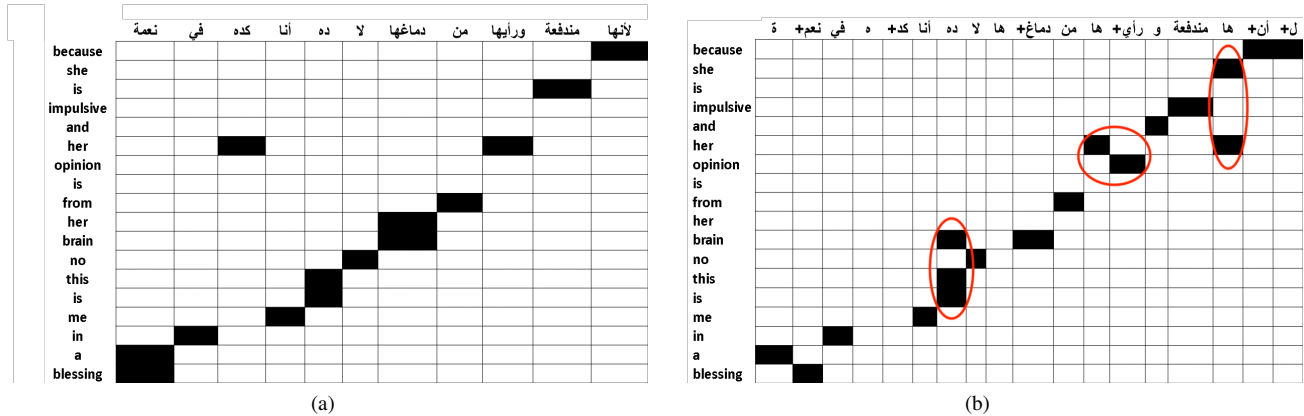 لأنها مندفعة ورأيها من دماغها لا ده أنا كده في نعمة
because
she
is
impulsive
and
her
opinion
is
from
her
brain
no
this
is
me
in
a
blessing
(a)
ل+ أن+ ها مندفعة و رأي+ ها من دماغ+ ها لا ده أنا كد+ ه في نعم+ ة
because
she
is
impulsive
and
her
opinion
is
from
her
brain
no
this
is
me
in
a
blessing
(b)